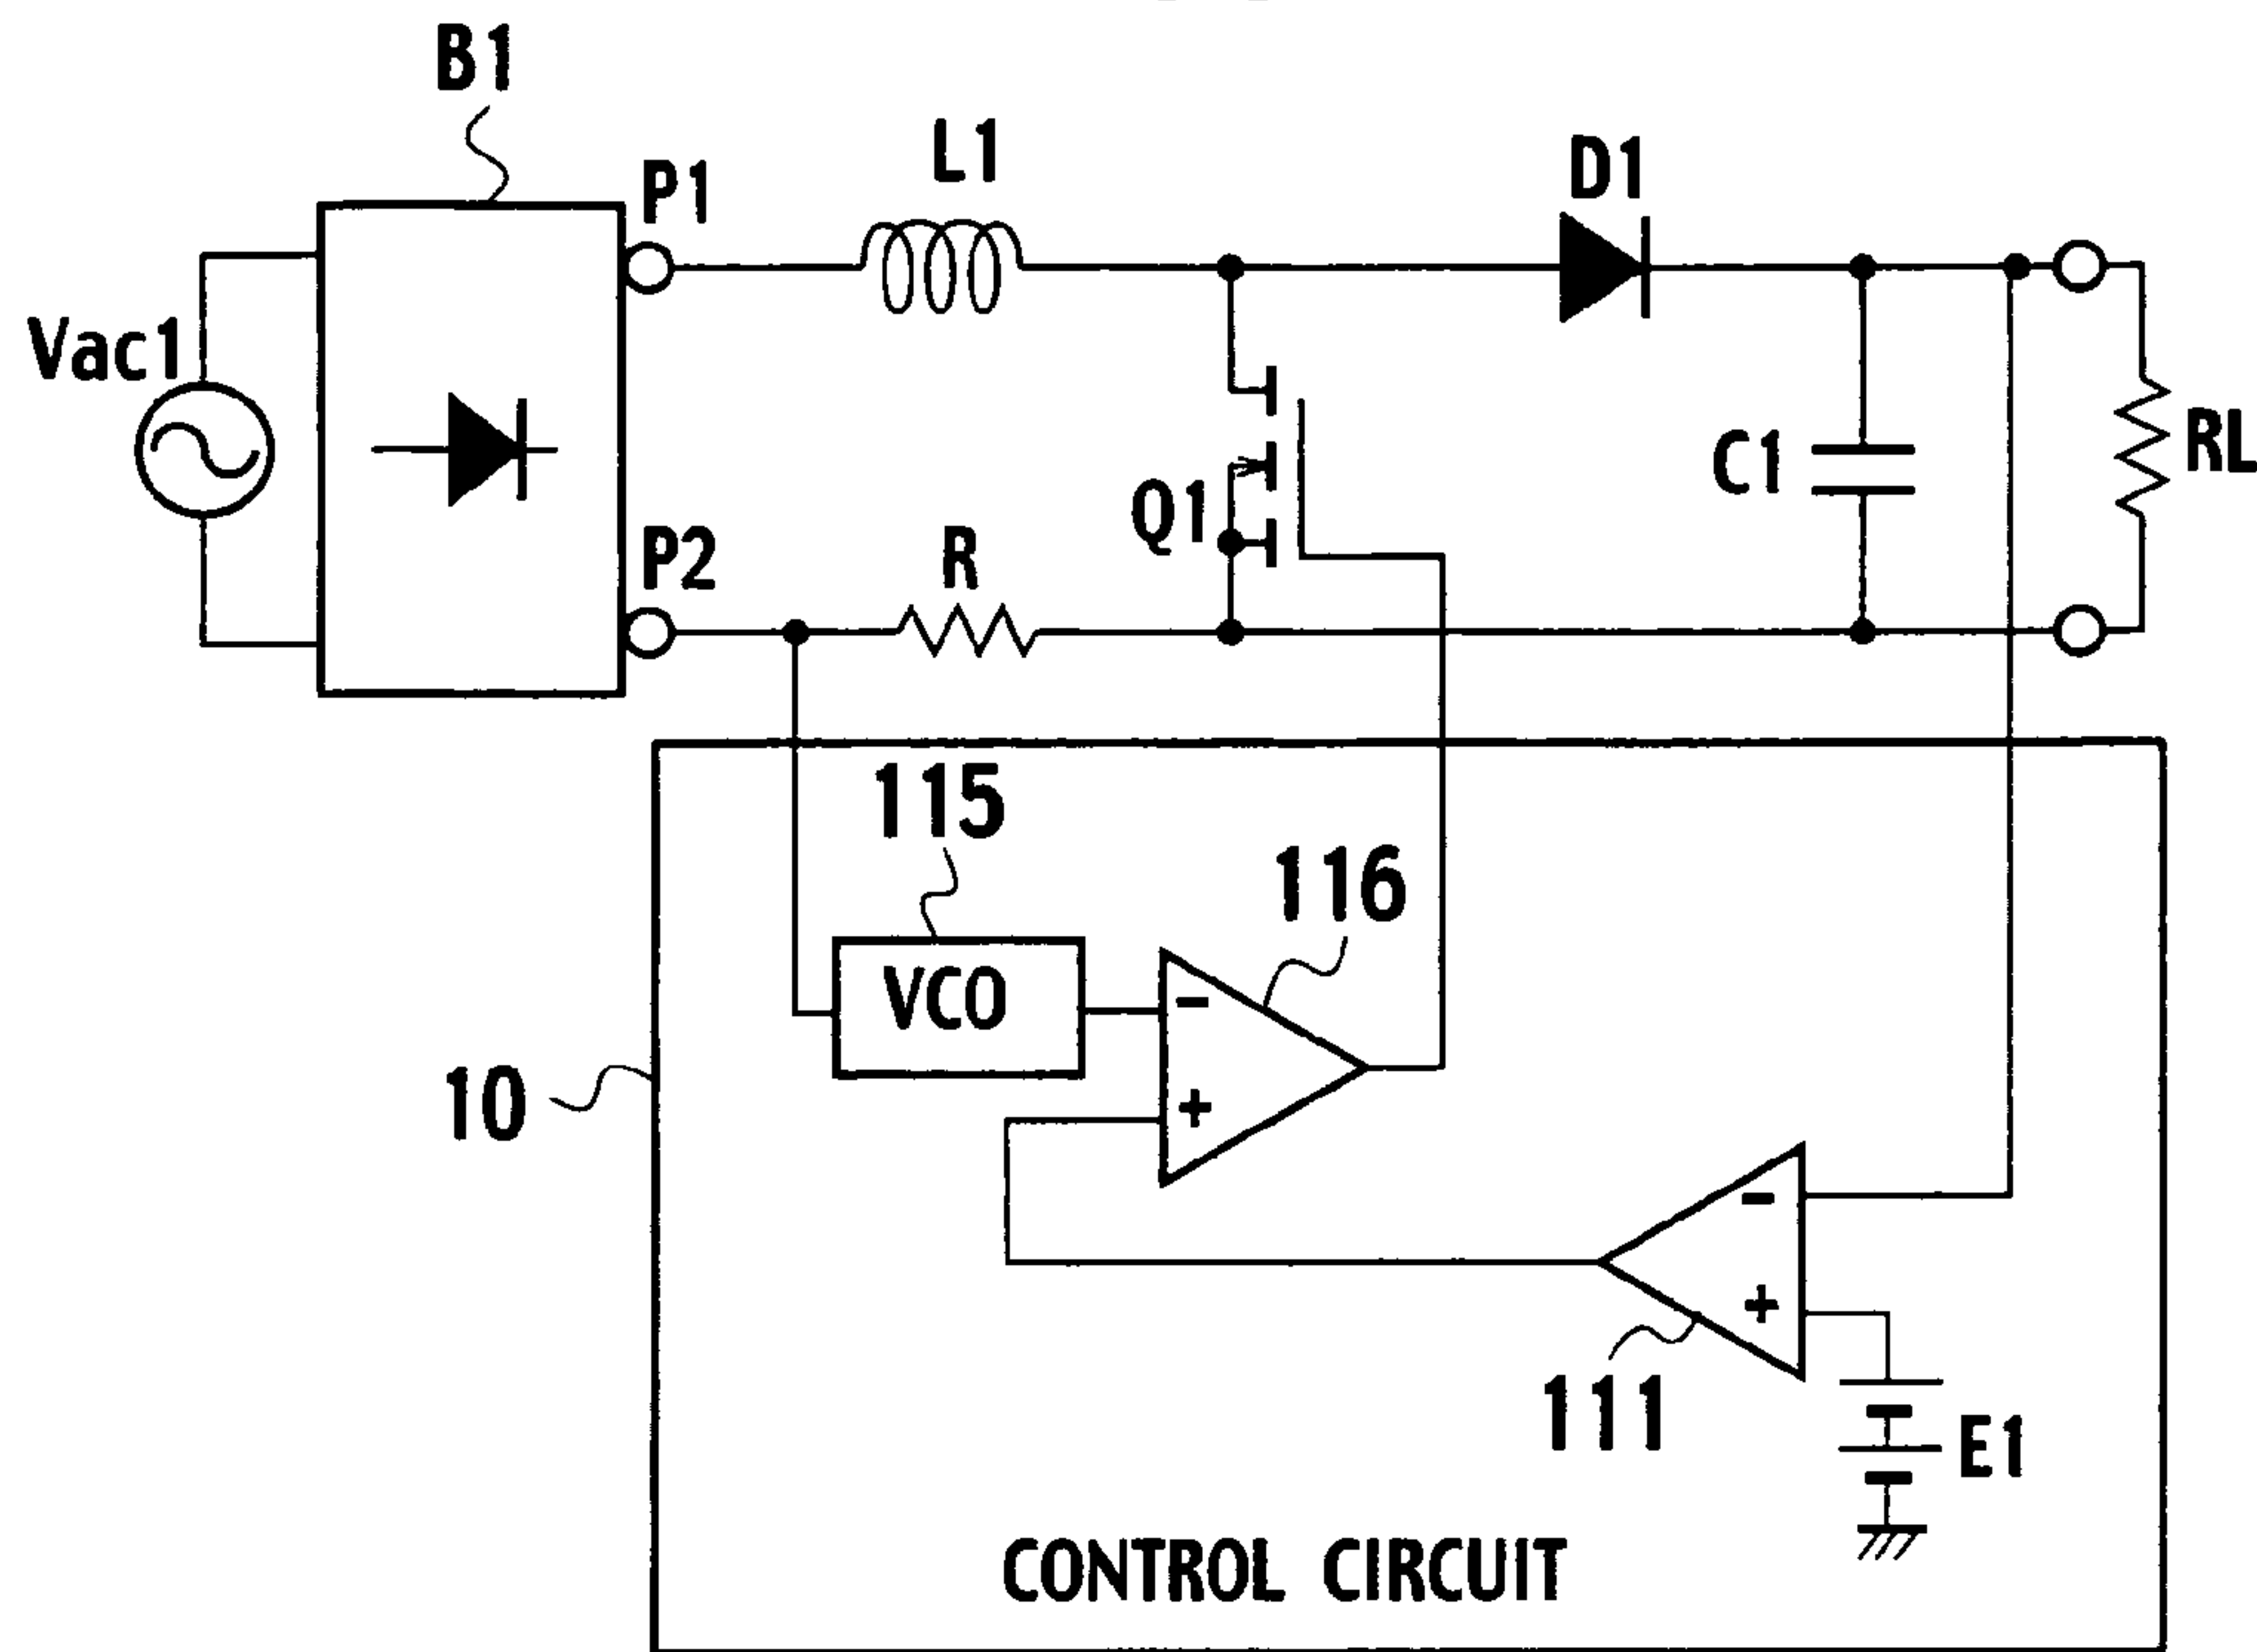 B1
P1
L1
D1
Vac1
Q1
C1
RL
P2
R
115
116
VCO
-
+
10
-
+
111
E1
CONTROL CIRCUIT